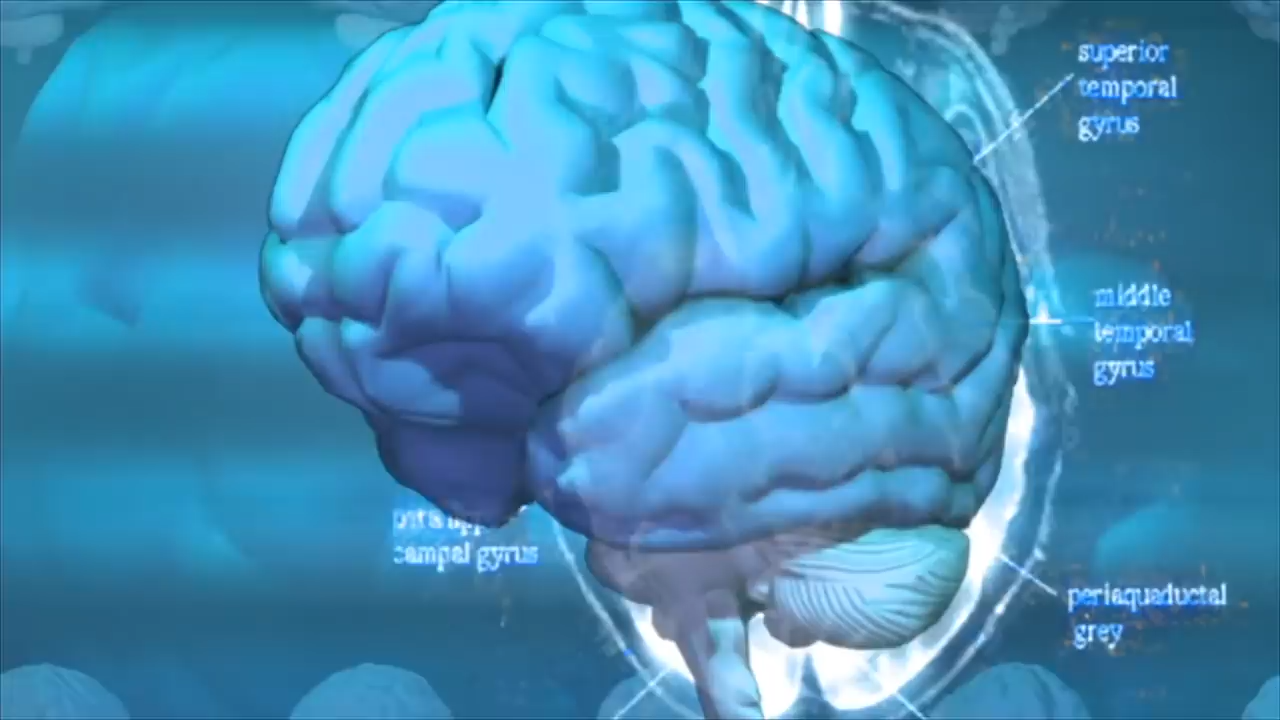 superior
temporal
gyrus
middle
temporal
gyrus
campal gyrus
periaquaductal
grey